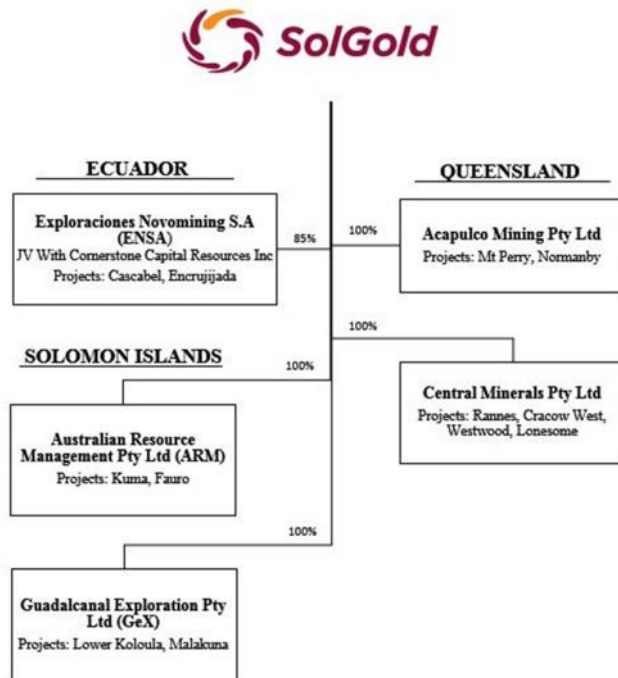 SolGold
ECUADOR
Exploraciones Novomining S.A
(ENSA)
JV With Cornerstone Capital Resources Inc
Projects: Cascabel, Encrujijada
85%
QUEENSLAND
100%
Acapulco Mining Pty Ltd
Projects: Mt Perry, Normanby
100%
Central Minerals Pty Ltd
Projects: Rannes, Cracow West,
Westwood, Lonesome
SOLOMON ISLANDS
100%
Australian Resource
Management Pty Ltd (ARM)
Projects: Kuma, Fauro
100%
Guadalcanal Exploration Pty
Ltd (GeX)
Projects: Lower Koloula, Malakuna